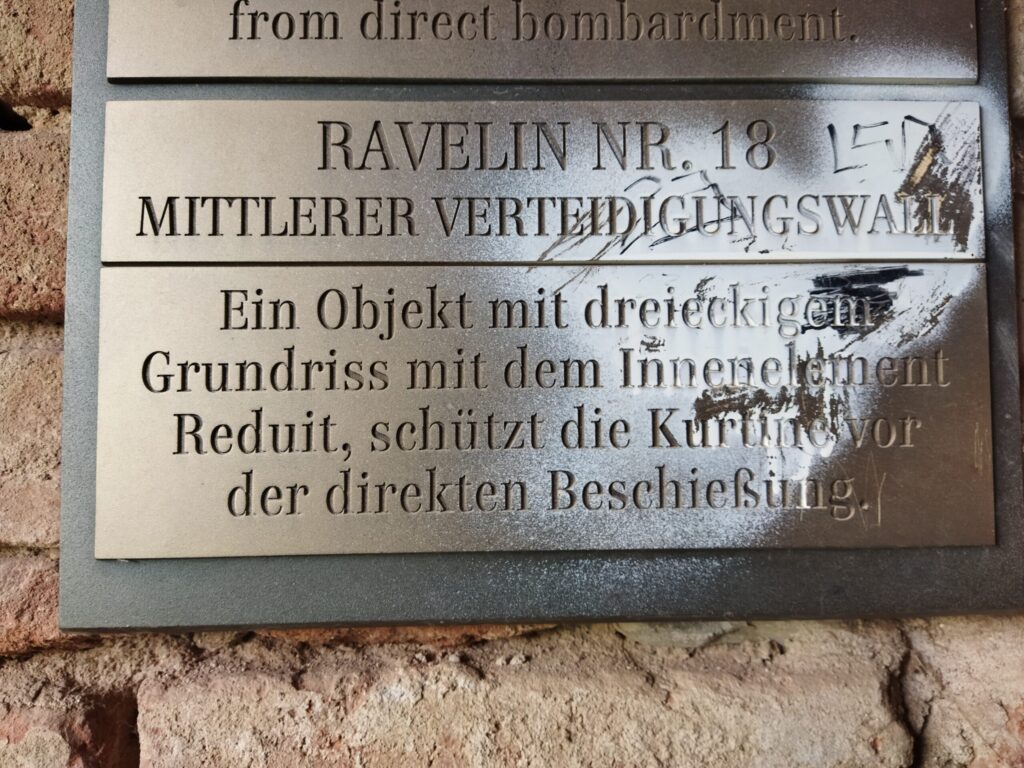 from direct bombardment.
RAVELIN NR. 18
LSD
MITTLERER VERTEIDIGUNGSWALL
Ein Objekt mit dreieckigem
Grundriss mit dem Innenelement
Reduit, schützt die Kurtine vor
der direkten Beschießung.